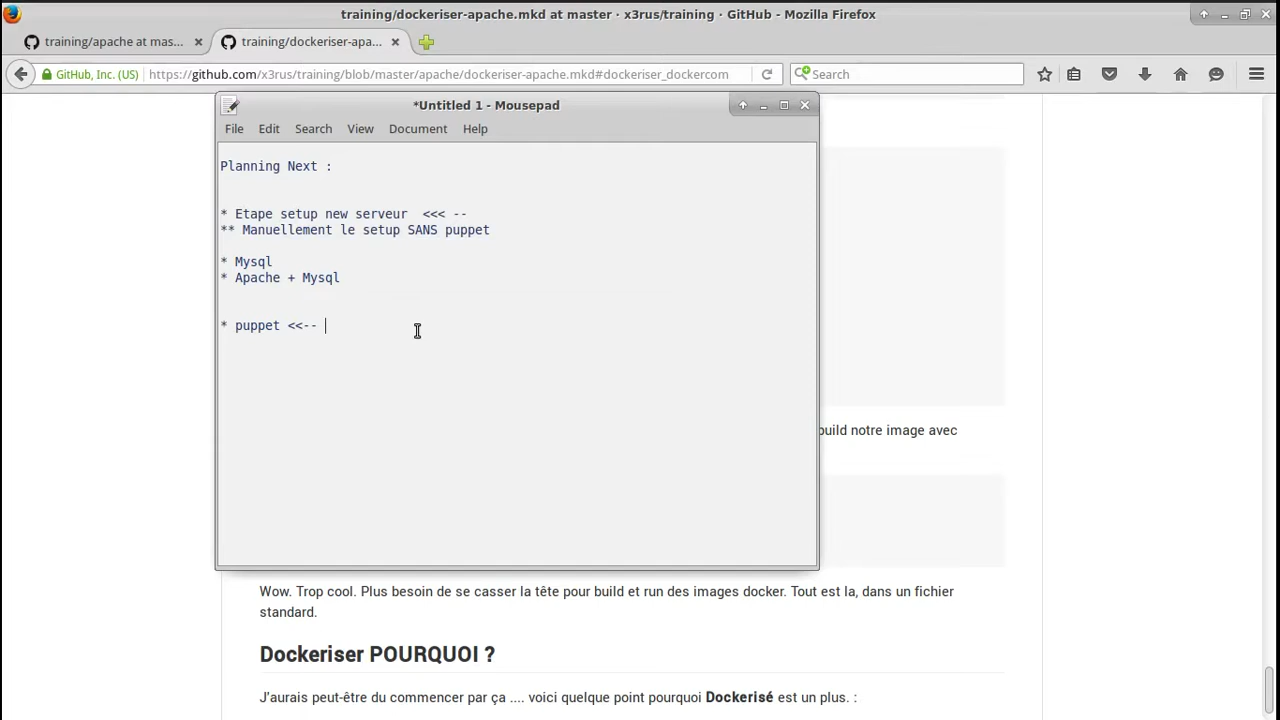 training/dockeriser-apache.mkd at master · x3rus/training · GitHub - Mozilla Firefox
training/apache at mas...
training/dockeriser-apa...
GitHub, Inc. (US)
https://github.com/x3rus/training/blob/master/apache/dockeriser-apache.mkd#dockeriser_dockercom
Search
*Untitled 1 - Mousepad
File Edit Search View Document Help
Planning Next :
* Etape setup new serveur <<< --
** Manuellement le setup SANS puppet
* Mysql
* Apache + Mysql
* puppet <<--
build notre image avec
Wow. Trop cool. Plus besoin de se casser la tête pour build et run des images docker. Tout est la, dans un fichier
standard.
Dockeriser POURQUOI ?
J'aurais peut-être du commencer par ça .... voici quelque point pourquoi Dockerisé est un plus. :